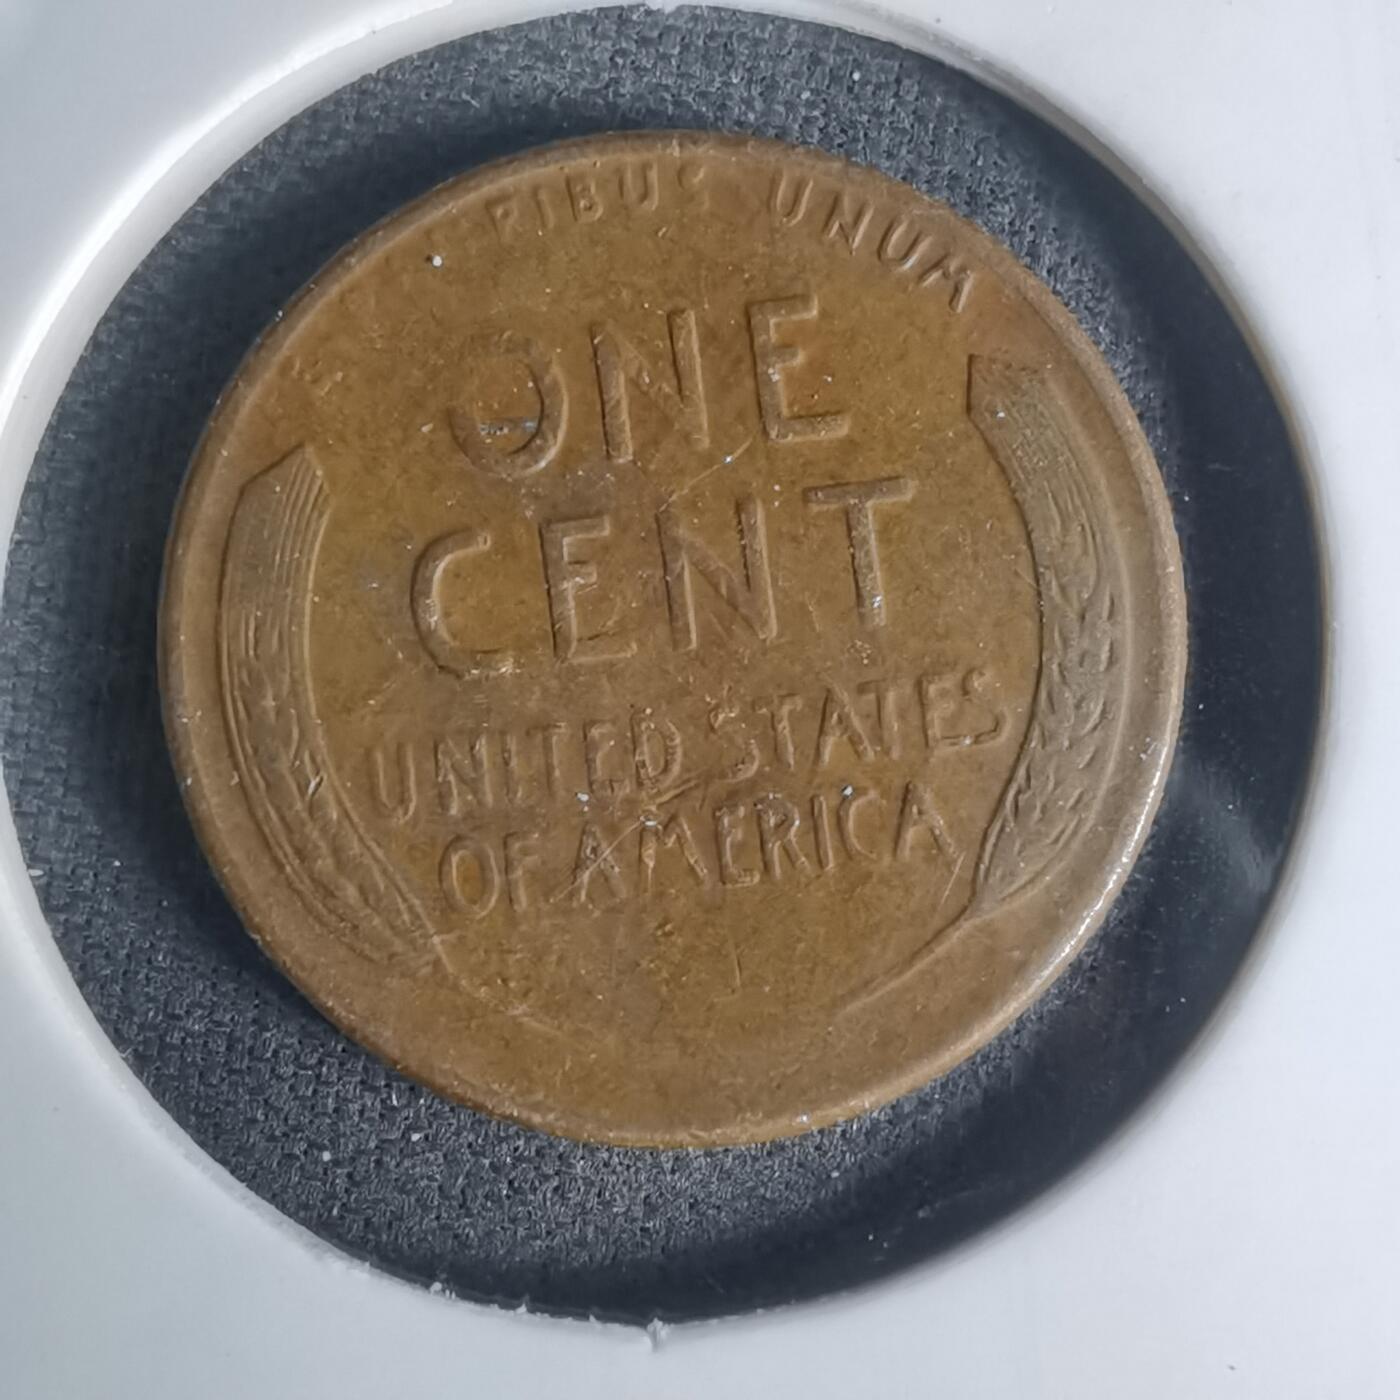 RIBUS UNUM
ONE
CENT
UNITED STATES
OF AMERICA